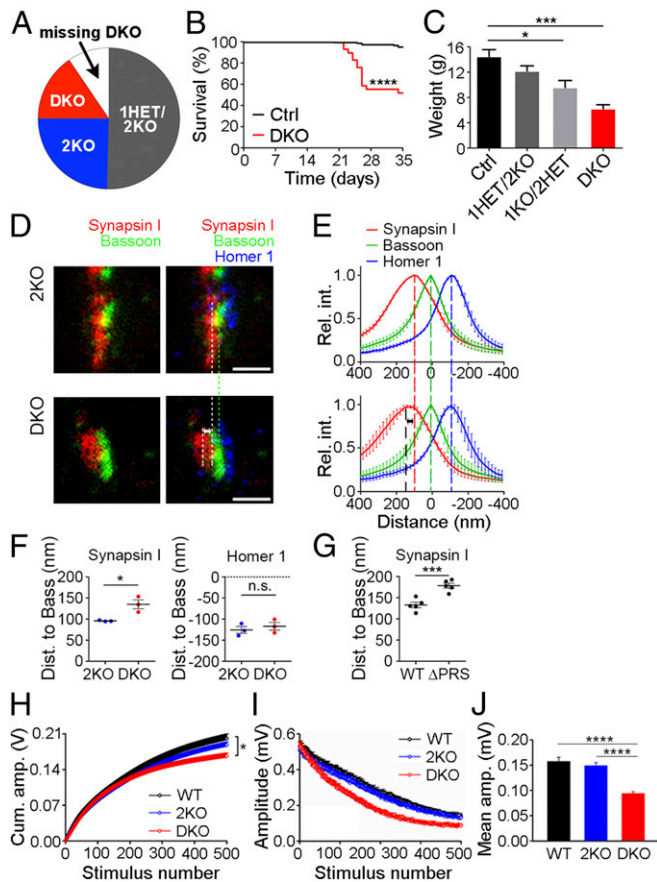 A
missing DKO
DKO
1HET/
2KO
2KO
B
Survival (%)
100
80
60
40
20
0
****
Ctrl
DKO
0 7 14 21 28 35
Time (days)
C
***
*
Weight (g)
16
12
8
4
0
Ctrl
1HET/2KO
1KO/2HET
DKO
D
Synapsin I
Bassoon
Synapsin I
Bassoon
Homer 1
2KO
DKO
E
Synapsin I
Bassoon
Homer 1
Rel. int.
1.0
0.5
0.0
400 200 0 -200 -400
Rel. int.
1.0
0.5
0.0
400 200 0 -200 -400
Distance (nm)
F
Synapsin I
Dist. to Bass (nm)
200
150
100
50
0
*
2KO DKO
Homer 1
0
-50
-100
-150
-200
n.s.
2KO DKO
G
Synapsin I
Dist. to Bass (nm)
200
150
100
50
0
***
WT ΔPRS
H
Cum. amp. (V)
0.21
0.14
0.07
0.00
*
WT
2KO
DKO
0 100 200 300 400 500
Stimulus number
I
Amplitude (mV)
0.6
0.4
0.2
0.0
WT
2KO
DKO
0 100 200 300 400 500
Stimulus number
J
Mean amp. (mV)
0.20
0.15
0.10
0.05
0.00
****
****
WT 2KO DKO